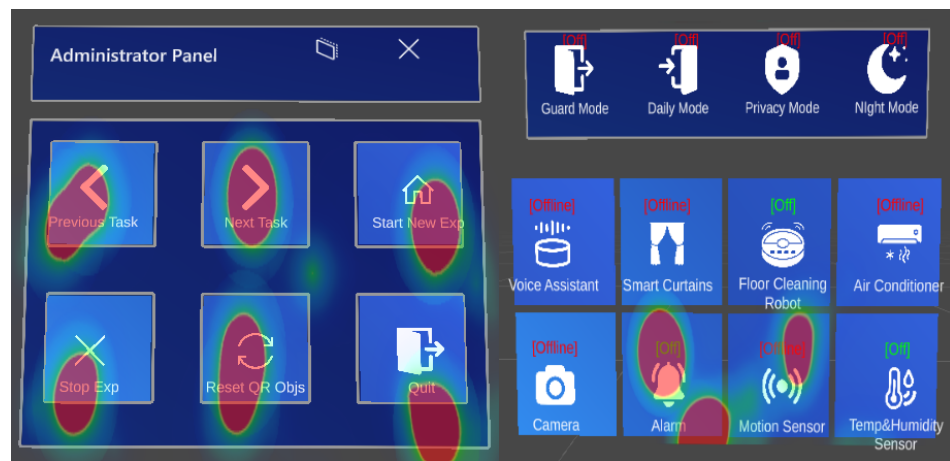 Administrator Panel
Previous Task
Next Task
Start New Exp
Stop Exp
Reset QR Objs
Quit
[Off]
[Off]
[Off]
[Off]
Guard Mode
Daily Mode
Privacy Mode
NIght Mode
[Offline]
[Offline]
[Off]
[Offline]
Voice Assistant
Smart Curtains
Floor Cleaning
Robot
Air Conditioner
[Offline]
[Off]
[Offline]
[Off]
Camera
Alarm
Motion Sensor
Temp&Humidity
Sensor